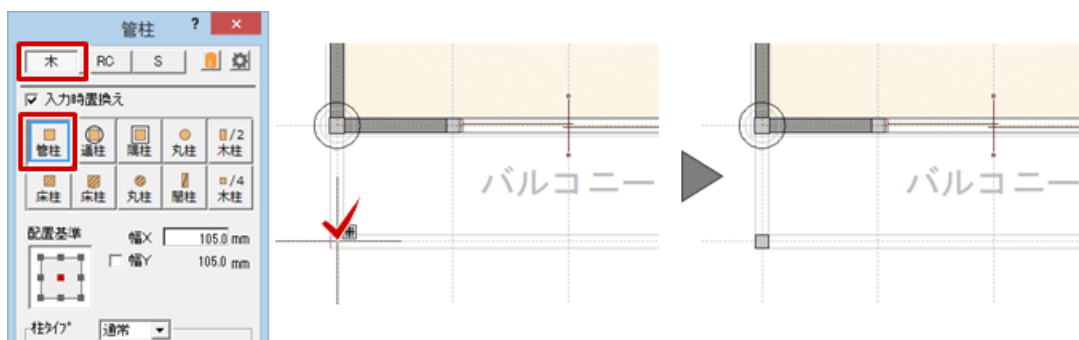 管柱 ? ×
木 RC S
入力時置換え
管柱 通柱 隅柱 丸柱 /2 木柱
床柱 床柱 丸柱 間柱 /4 木柱
配置基準 幅X 105.0 mm
幅Y 105.0 mm
柱タイプ 通常
バルコニー
バルコニー